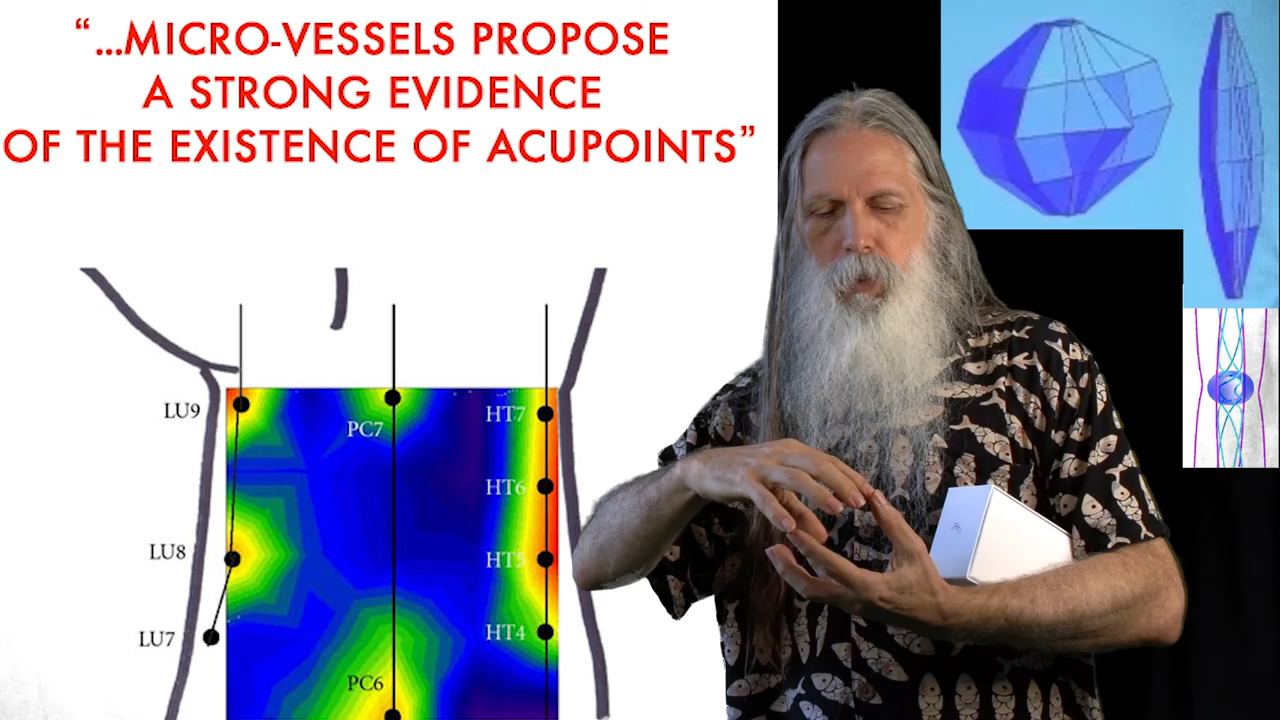 “...MICRO-VESSELS PROPOSE
A STRONG EVIDENCE
OF THE EXISTENCE OF ACUPOINTS”
LU9
PC7
HT7
HT6
LU8
HT5
LU7
HT4
PC6